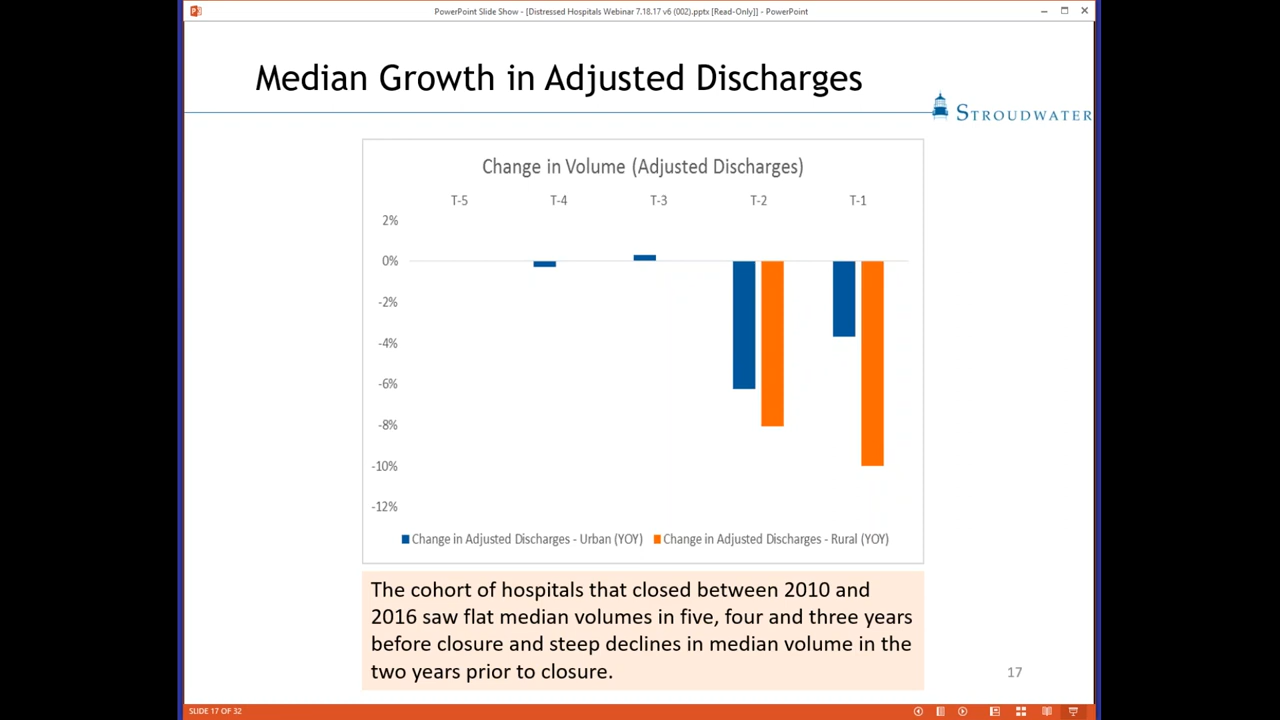 PowerPoint Slide Show - [Distressed Hospitals Webinar 7.18.17 v6 (002).pptx [Read-Only]] - PowerPoint
Median Growth in Adjusted Discharges
STROUDWATER
Change in Volume (Adjusted Discharges)
T-5 T-4 T-3 T-2 T-1
2%
0%
-2%
-4%
-6%
-8%
-10%
-12%
Change in Adjusted Discharges - Urban (YOY) Change in Adjusted Discharges - Rural (YOY)
The cohort of hospitals that closed between 2010 and
2016 saw flat median volumes in five, four and three years
before closure and steep declines in median volume in the
two years prior to closure.
17
SLIDE 17 OF 32